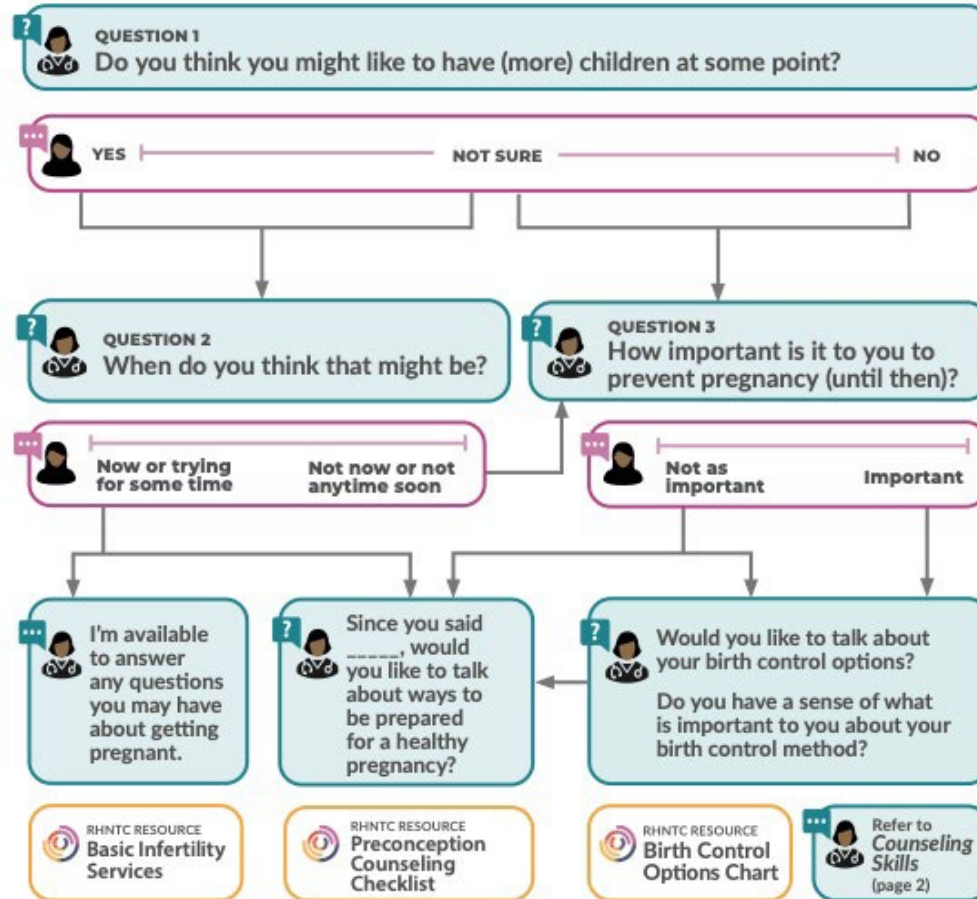 QUESTION 1
Do you think you might like to have (more) children at some point?
YES
NOT SURE
NO
QUESTION 2
When do you think that might be?
QUESTION 3
How important is it to you to
prevent pregnancy (until then)?
Now or trying
for some time
Not now or not
anytime soon
Not as
important
Important
I'm available
to answer
any questions
you may have
about getting
pregnant.
Since you said
_____, would
you like to talk
about ways to
be prepared
for a healthy
pregnancy?
Would you like to talk about
your birth control options?
Do you have a sense of what
is important to you about your
birth control method?
RHNTC RESOURCE
Basic Infertility
Services
RHNTC RESOURCE
Preconception
Counseling
Checklist
RHNTC RESOURCE
Birth Control
Options Chart
Refer to
Counseling
Skills
(page 2)